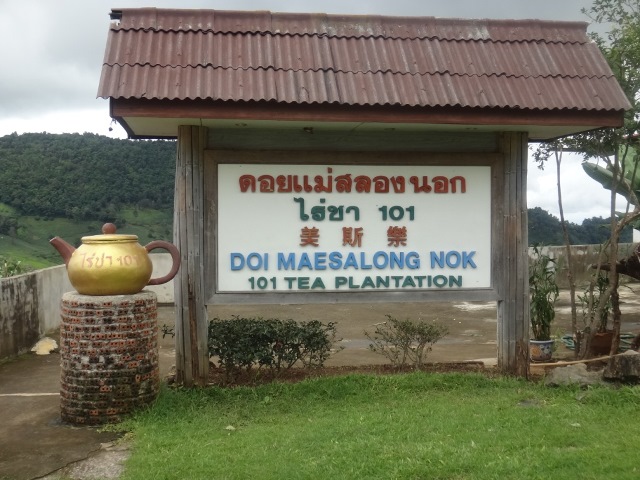 ดอยแม่สลองนอก
ไร่ชา 101
美斯樂
DOI MAESALONG NOK
101 TEA PLANTATION
ไร่ชา 101